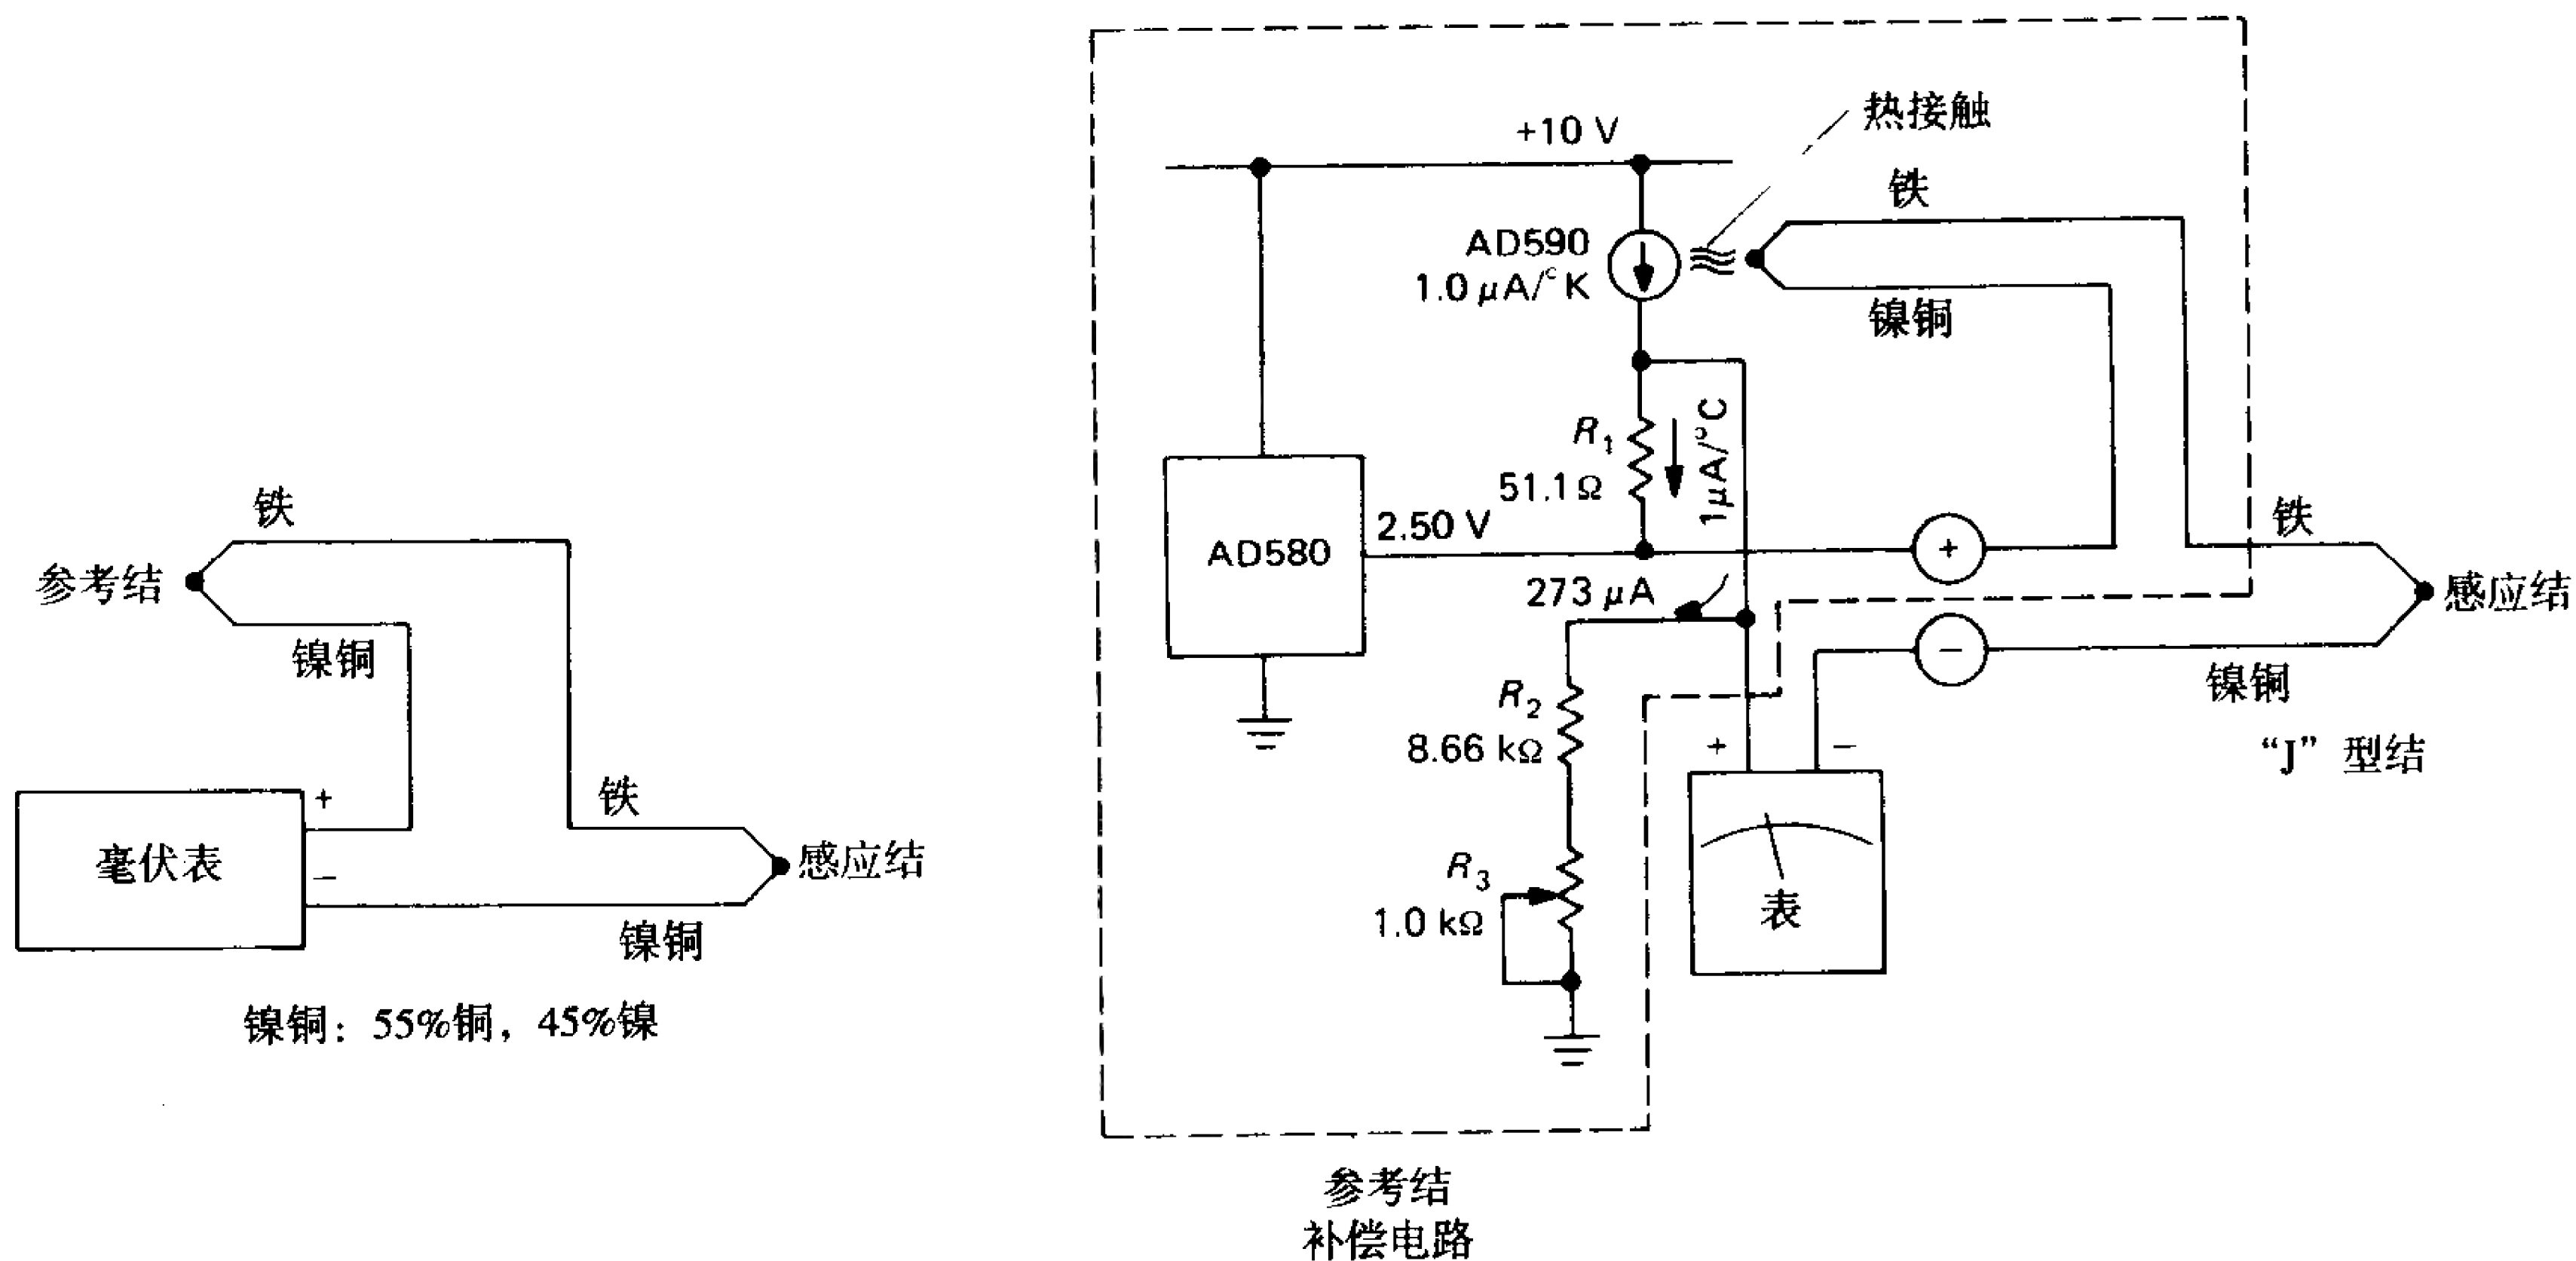 铁
参考结
镍铜
毫伏表
+
−
铁
感应结
镍铜
镍铜：55%铜，45%镍
+10 V
热接触
铁
AD590
1.0 μA/°K
镍铜
R1
51.1 Ω
1μA/°C
AD580
2.50 V
+
铁
273 μA
感应结
−
镍铜
R2
8.66 kΩ
+
−
“J”型结
R3
1.0 kΩ
表
参考结
补偿电路